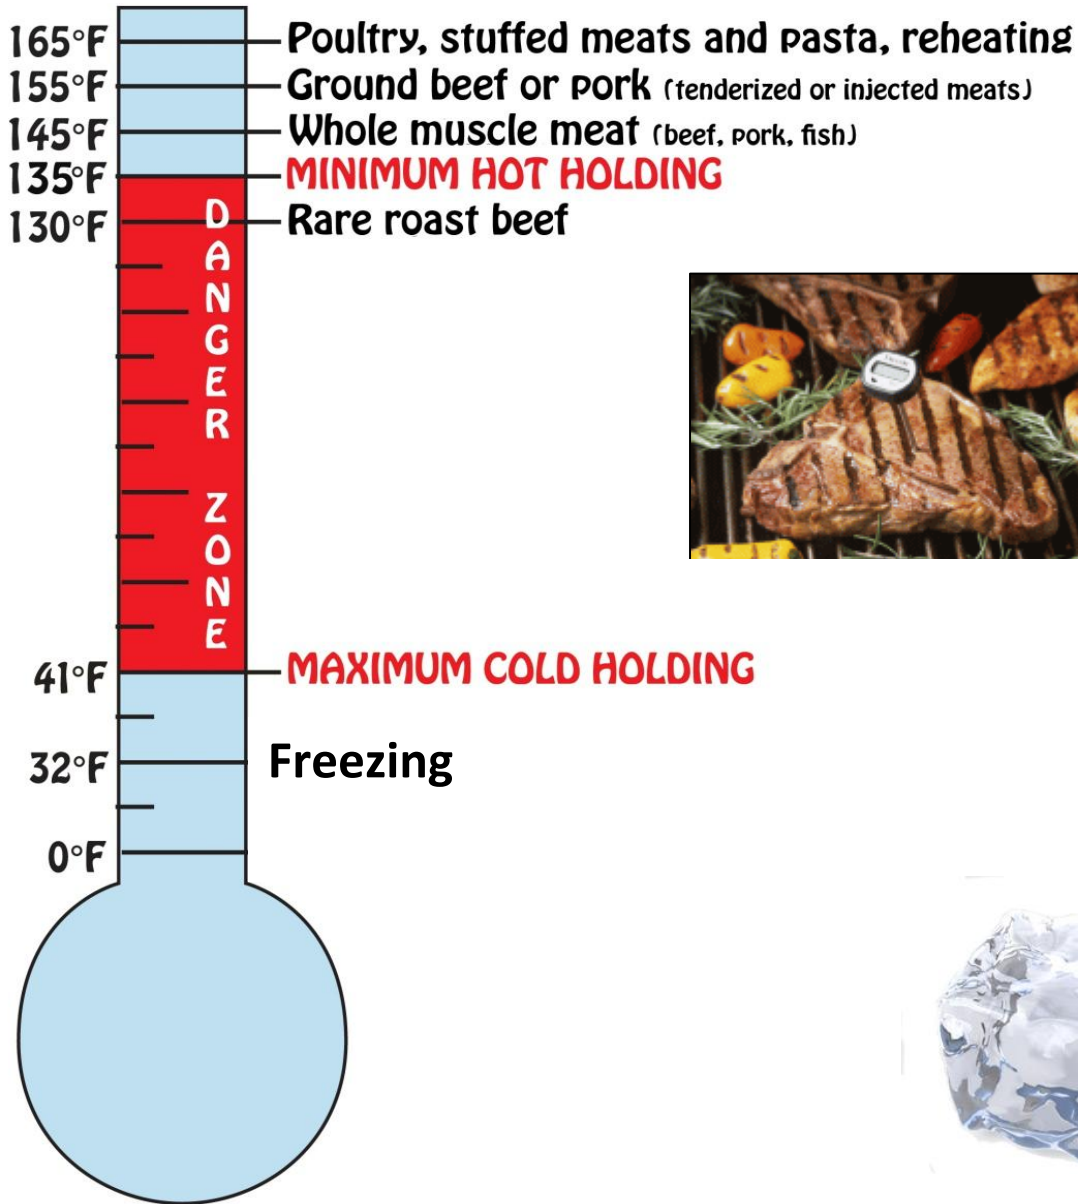 165°F Poultry, stuffed meats and pasta, reheating
155°F Ground beef or pork (tenderized or injected meats)
145°F Whole muscle meat (beef, pork, fish)
135°F MINIMUM HOT HOLDING
130°F Rare roast beef
DANGER ZONE
41°F MAXIMUM COLD HOLDING
32°F Freezing
0°F